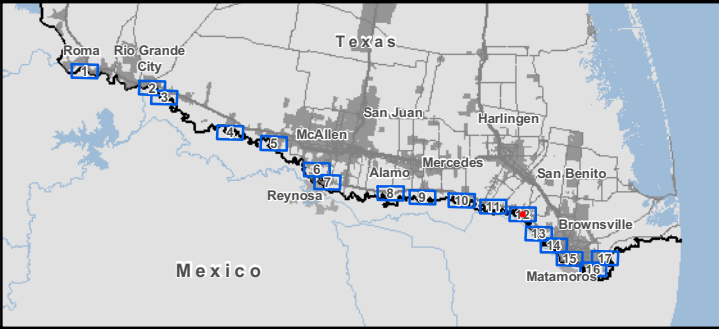 Texas
Roma
Rio Grande
City
1
2
3
San Juan
Harlingen
4
McAllen
5
Mercedes
6
Alamo
San Benito
7
Reynosa
8
9
10
11
12
Brownsville
13
14
15
16
17
Mexico
Matamoros